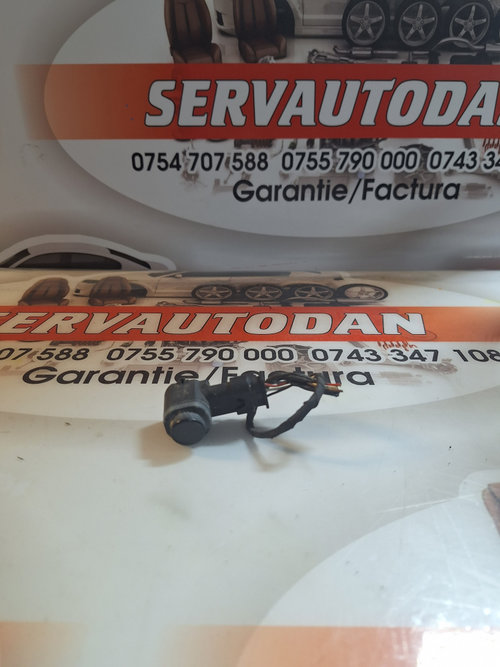 SERVAUTODA
0754 707 588 0755 790 000 0743 34
Garantie/Factura
SERVAUTODAN
07 588 0755 790 000 0743 347 108
Garantie/Factura